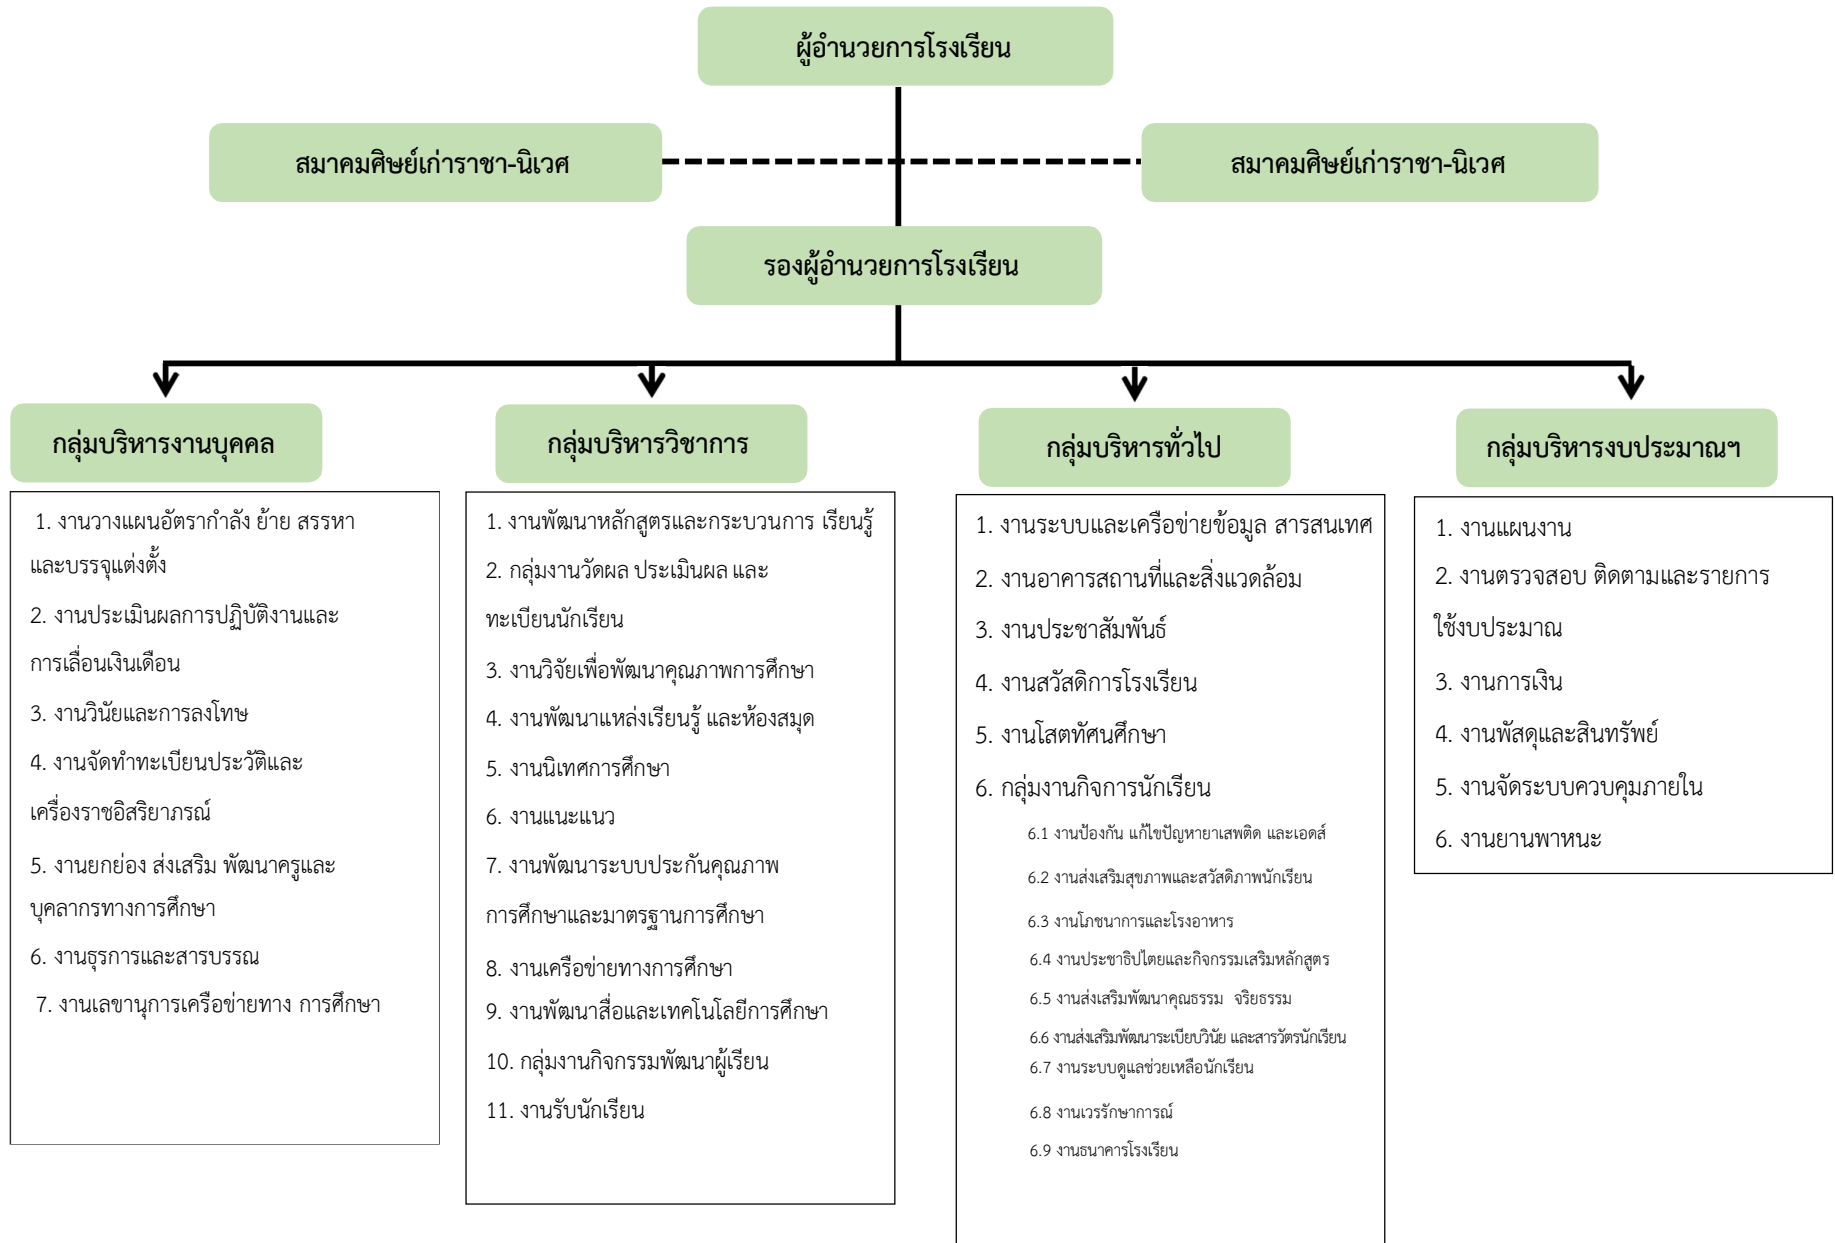 ผู้อำนวยการโรงเรียน
สมาคมศิษย์เก่าราชา-นิเวศ
สมาคมศิษย์เก่าราชา-นิเวศ
รองผู้อำนวยการโรงเรียน
กลุ่มบริหารงานบุคคล
1. งานวางแผนอัตรากำลัง ย้าย สรรหา
และบรรจุแต่งตั้ง
2. งานประเมินผลการปฏิบัติงานและ
การเลื่อนเงินเดือน
3. งานวินัยและการลงโทษ
4. งานจัดทำทะเบียนประวัติและ
เครื่องราชอิสริยาภรณ์
5. งานยกย่อง ส่งเสริม พัฒนาครูและ
บุคลากรทางการศึกษา
6. งานธุรการและสารบรรณ
7. งานเลขานุการเครือข่ายทาง การศึกษา
กลุ่มบริหารวิชาการ
1. งานพัฒนาหลักสูตรและกระบวนการ เรียนรู้
2. กลุ่มงานวัดผล ประเมินผล และ
ทะเบียนนักเรียน
3. งานวิจัยเพื่อพัฒนาคุณภาพการศึกษา
4. งานพัฒนาแหล่งเรียนรู้ และห้องสมุด
5. งานนิเทศการศึกษา
6. งานแนะแนว
7. งานพัฒนาระบบประกันคุณภาพ
การศึกษาและมาตรฐานการศึกษา
8. งานเครือข่ายทางการศึกษา
9. งานพัฒนาสื่อและเทคโนโลยีการศึกษา
10. กลุ่มงานกิจกรรมพัฒนาผู้เรียน
11. งานรับนักเรียน
กลุ่มบริหารทั่วไป
1. งานระบบและเครือข่ายข้อมูล สารสนเทศ
2. งานอาคารสถานที่และสิ่งแวดล้อม
3. งานประชาสัมพันธ์
4. งานสวัสดิการโรงเรียน
5. งานโสตทัศนศึกษา
6. กลุ่มงานกิจการนักเรียน
6.1 งานป้องกัน แก้ไขปัญหายาเสพติด และเอดส์
6.2 งานส่งเสริมสุขภาพและสวัสดิภาพนักเรียน
6.3 งานโภชนาการและโรงอาหาร
6.4 งานประชาธิปไตยและกิจกรรมเสริมหลักสูตร
6.5 งานส่งเสริมพัฒนาคุณธรรม จริยธรรม
6.6 งานส่งเสริมพัฒนาระเบียบวินัย และสารวัตรนักเรียน
6.7 งานระบบดูแลช่วยเหลือนักเรียน
6.8 งานเวรรักษาการณ์
6.9 งานธนาคารโรงเรียน
กลุ่มบริหารงบประมาณฯ
1. งานแผนงาน
2. งานตรวจสอบ ติดตามและรายการ
ใช้งบประมาณ
3. งานการเงิน
4. งานพัสดุและสินทรัพย์
5. งานจัดระบบควบคุมภายใน
6. งานยานพาหนะ